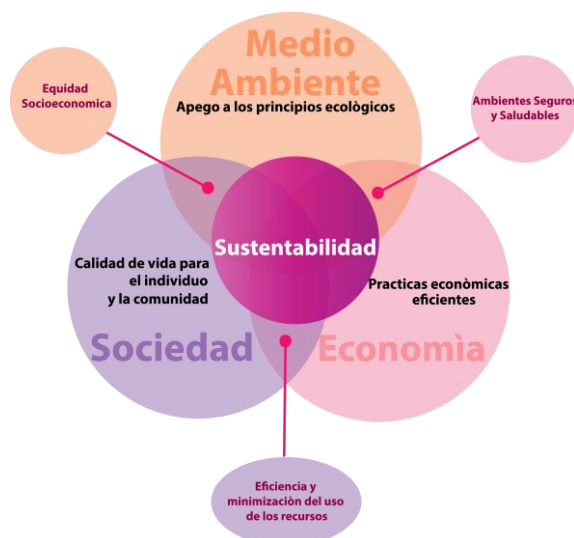 Medio
Ambiente
Apego a los principios ecológicos
Equidad
Socioeconomica
Ambientes Seguros
y Saludables
Sustentabilidad
Calidad de vida para
el individuo
y la comunidad
Practicas econòmicas
eficientes
Sociedad
Economìa
Eficiencia y
minimizaciòn del uso
de los recursos